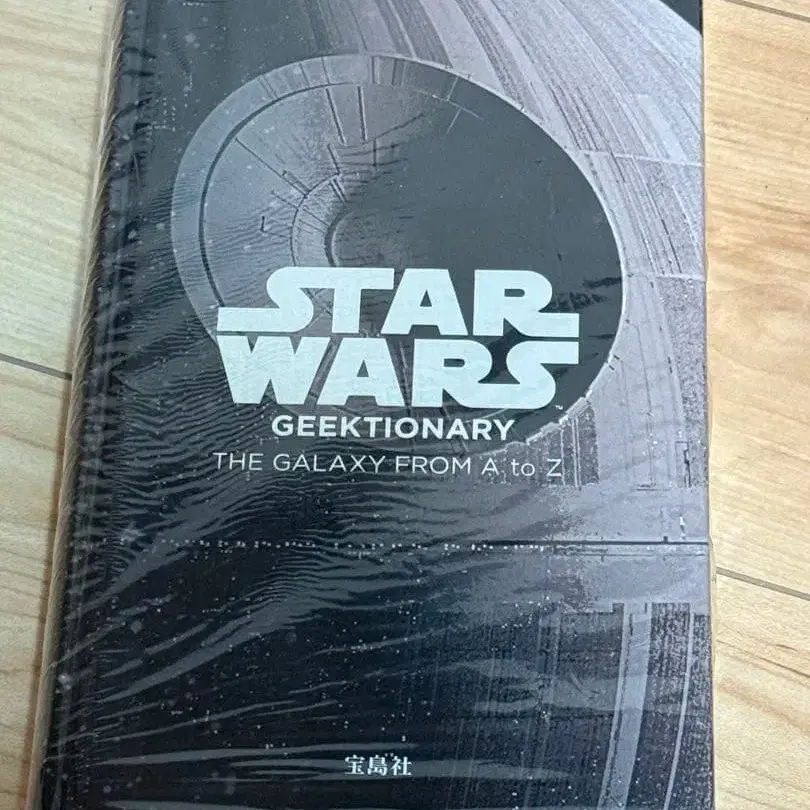 STAR
WARS
GEEKTIONARY
THE GALAXY FROM A to Z
宝島社